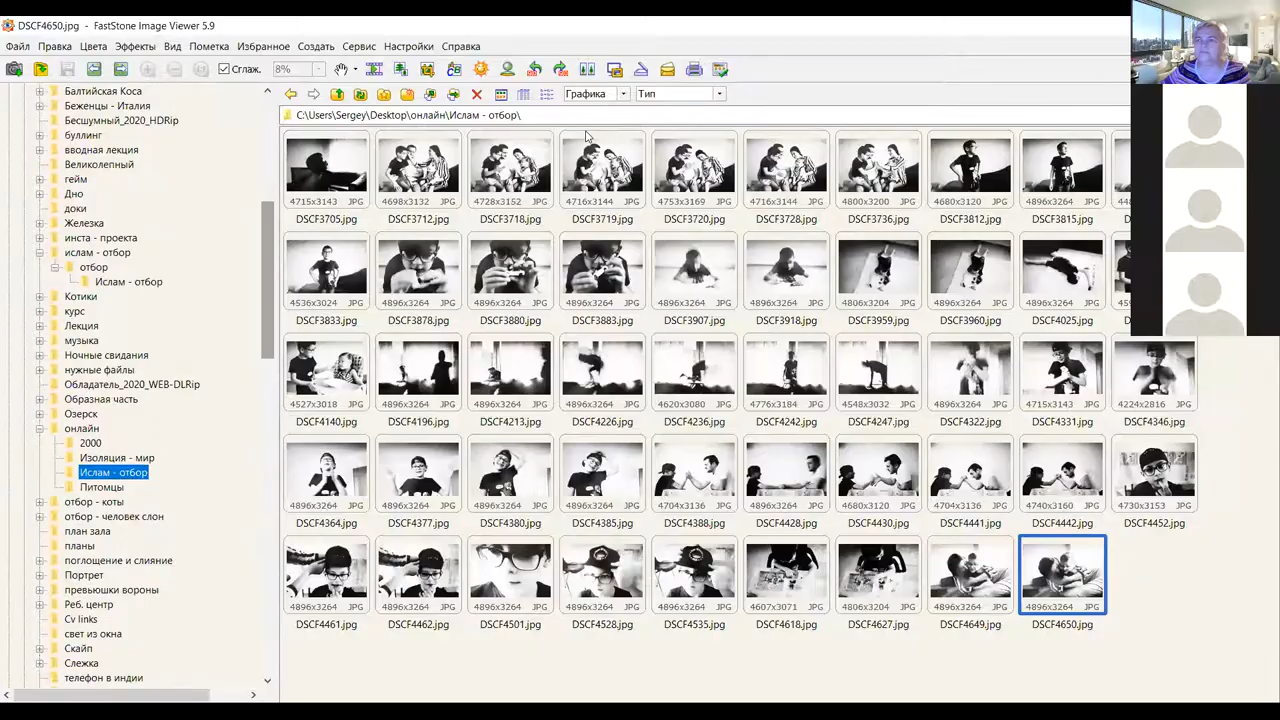 DSCF4650.jpg - FastStone Image Viewer 5.9
Файл Правка Цвета Эффекты Вид Пометка Избранное Создать Сервис Настройки Справка
Сглаж. 8%
Графика Тип
C:\Users\Sergey\Desktop\онлайн\Ислам - отбор\
Балтийская Коса
Беженцы - Италия
Бесшумный_2020_HDRip
буллинг
вводная лекция
Великолепный
гейм
Дно
доки
Железка
инста - проекта
ислам - отбор
отбор
Ислам - отбор
Котики
курс
Лекция
музыка
Ночные свидания
нужные файлы
Обладатель_2020_WEB-DLRip
Образная часть
Озерск
онлайн
2000
Изоляция - мир
Ислам - отбор
Питомцы
отбор - коты
отбор - человек слон
план зала
планы
поглощение и слияние
Портрет
превьюшки вороны
Реб. центр
Сv links
свет из окна
Скайп
Слежка
телефон в индии
4715x3143 JPG 4698x3132 JPG 4728x3152 JPG 4716x3144 JPG 4753x3169 JPG 4716x3144 JPG 4800x3200 JPG 4680x3120 JPG 4896x3264 JPG
DSCF3705.jpg DSCF3712.jpg DSCF3718.jpg DSCF3719.jpg DSCF3720.jpg DSCF3728.jpg DSCF3736.jpg DSCF3812.jpg DSCF3815.jpg
4536x3024 JPG 4896x3264 JPG 4896x3264 JPG 4896x3264 JPG 4896x3264 JPG 4896x3264 JPG 4806x3204 JPG 4896x3264 JPG 4896x3264 JPG
DSCF3833.jpg DSCF3878.jpg DSCF3880.jpg DSCF3883.jpg DSCF3907.jpg DSCF3918.jpg DSCF3959.jpg DSCF3960.jpg DSCF4025.jpg
4527x3018 JPG 4896x3264 JPG 4896x3264 JPG 4896x3264 JPG 4620x3080 JPG 4776x3184 JPG 4548x3032 JPG 4896x3264 JPG 4715x3143 JPG 4224x2816 JPG
DSCF4140.jpg DSCF4196.jpg DSCF4213.jpg DSCF4226.jpg DSCF4236.jpg DSCF4242.jpg DSCF4247.jpg DSCF4322.jpg DSCF4331.jpg DSCF4346.jpg
4896x3264 JPG 4896x3264 JPG 4896x3264 JPG 4896x3264 JPG 4704x3136 JPG 4896x3264 JPG 4680x3120 JPG 4704x3136 JPG 4740x3160 JPG 4730x3153 JPG
DSCF4364.jpg DSCF4377.jpg DSCF4380.jpg DSCF4385.jpg DSCF4388.jpg DSCF4428.jpg DSCF4430.jpg DSCF4441.jpg DSCF4442.jpg DSCF4452.jpg
4896x3264 JPG 4896x3264 JPG 4896x3264 JPG 4896x3264 JPG 4896x3264 JPG 4607x3071 JPG 4806x3204 JPG 4896x3264 JPG 4896x3264 JPG
DSCF4461.jpg DSCF4462.jpg DSCF4501.jpg DSCF4528.jpg DSCF4535.jpg DSCF4618.jpg DSCF4627.jpg DSCF4649.jpg DSCF4650.jpg